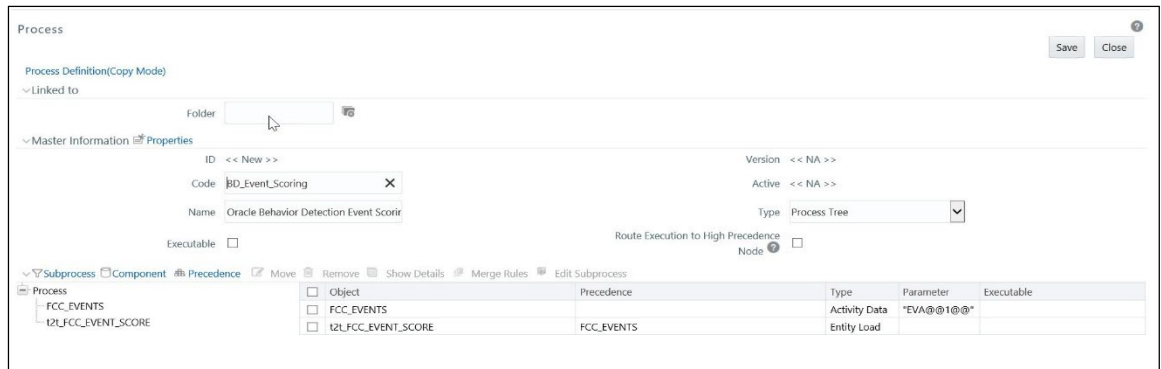 Process
Save Close
Process Definition(Copy Mode)
Linked to
Folder
Master Information Properties
ID << New >> Version << NA >>
Code BD_Event_Scoring Active << NA >>
Name Oracle Behavior Detection Event Scorir Type Process Tree
Executable Route Execution to High Precedence Node
Subprocess Component Precedence Move Remove Show Details Merge Rules Edit Subprocess
Process Object Precedence Type Parameter Executable
FCC_EVENTS FCC_EVENTS Activity Data "EVA@@1@@"
t2t_FCC_EVENT_SCORE t2t_FCC_EVENT_SCORE FCC_EVENTS Entity Load